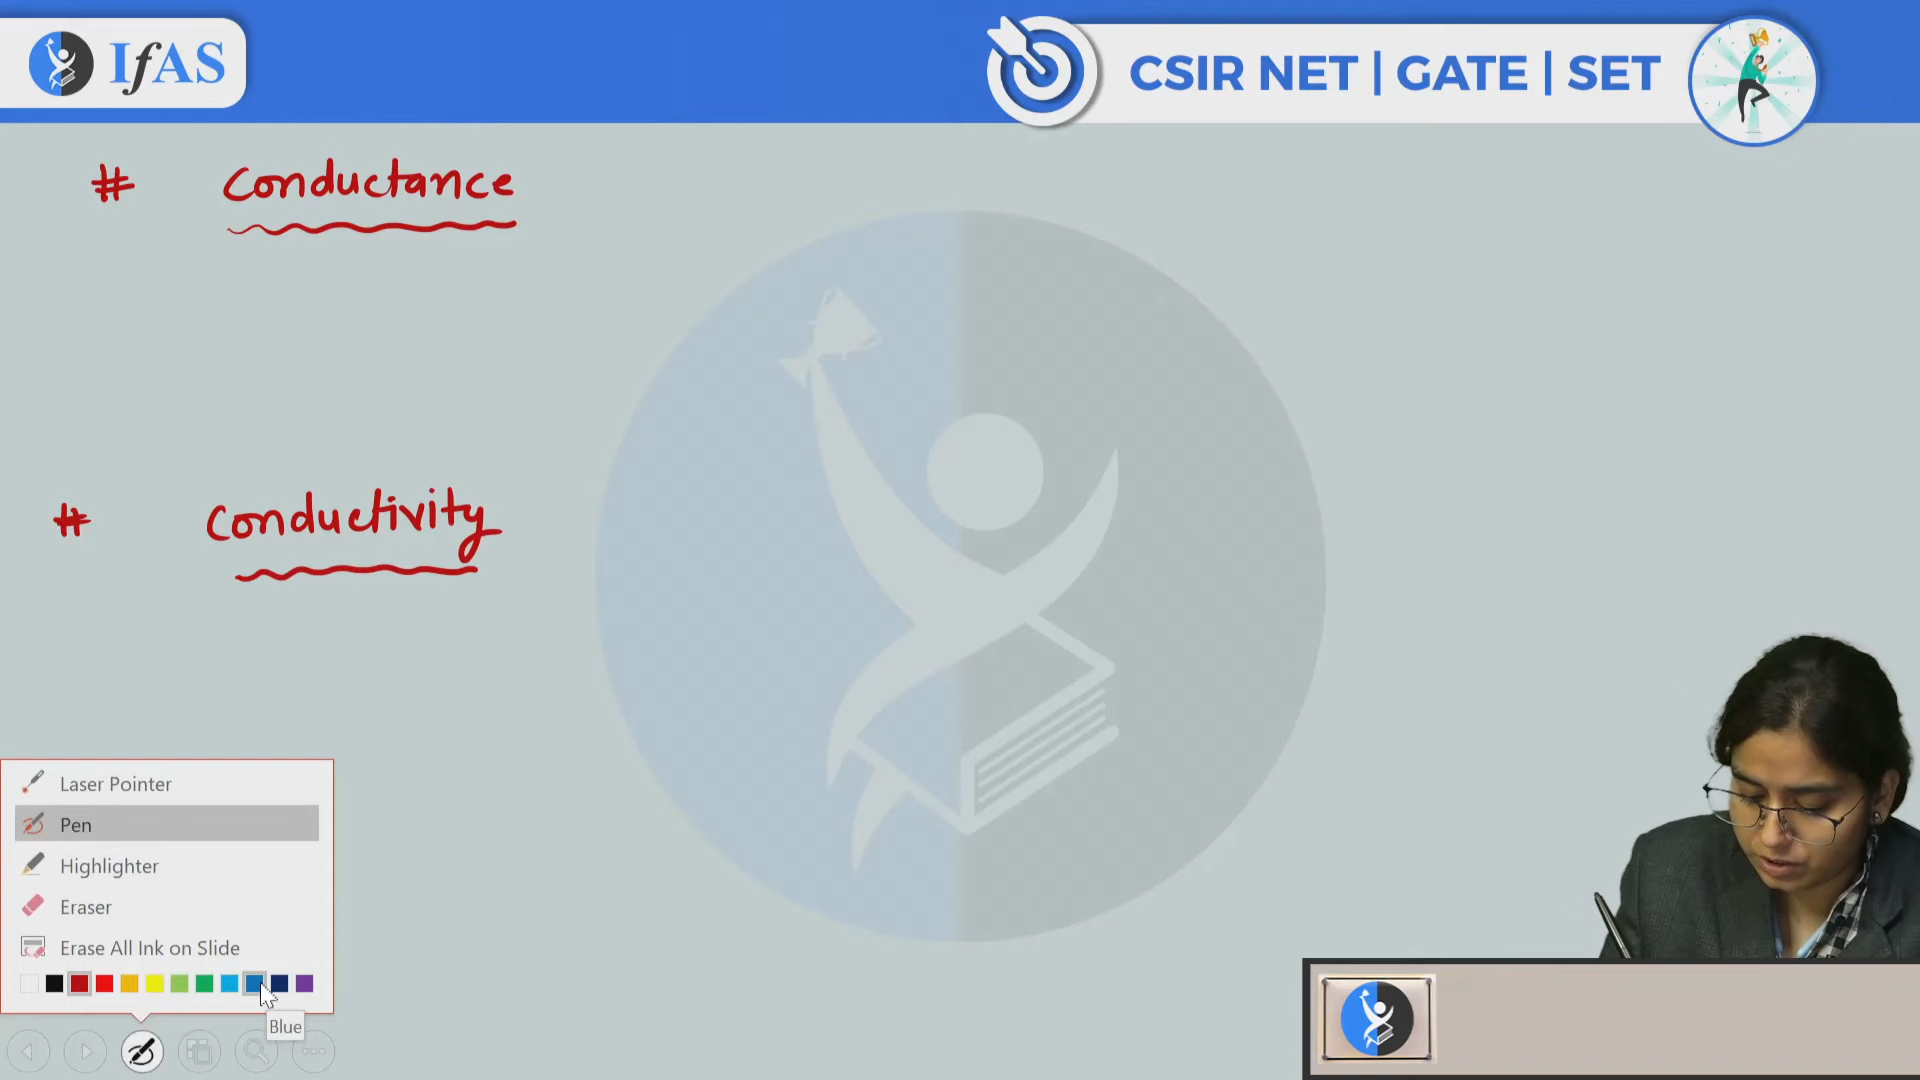 IfAS
CSIR NET | GATE | SET
# Conductance
# Conductivity
Laser Pointer
Pen
Highlighter
Eraser
Erase All Ink on Slide
Blue